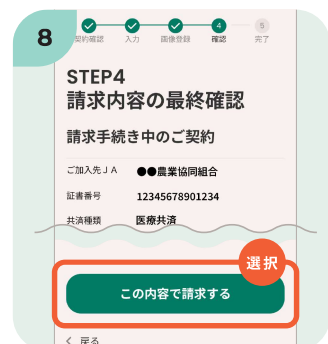 8
契約確認 入力 画像登録 4 確認 5 完了
STEP4
請求内容の最終確認
請求手続き中のご契約
ご加入先JA ●●農業協同組合
証書番号 12345678901234
共済種類 医療共済
選択
この内容で請求する
< 戻る